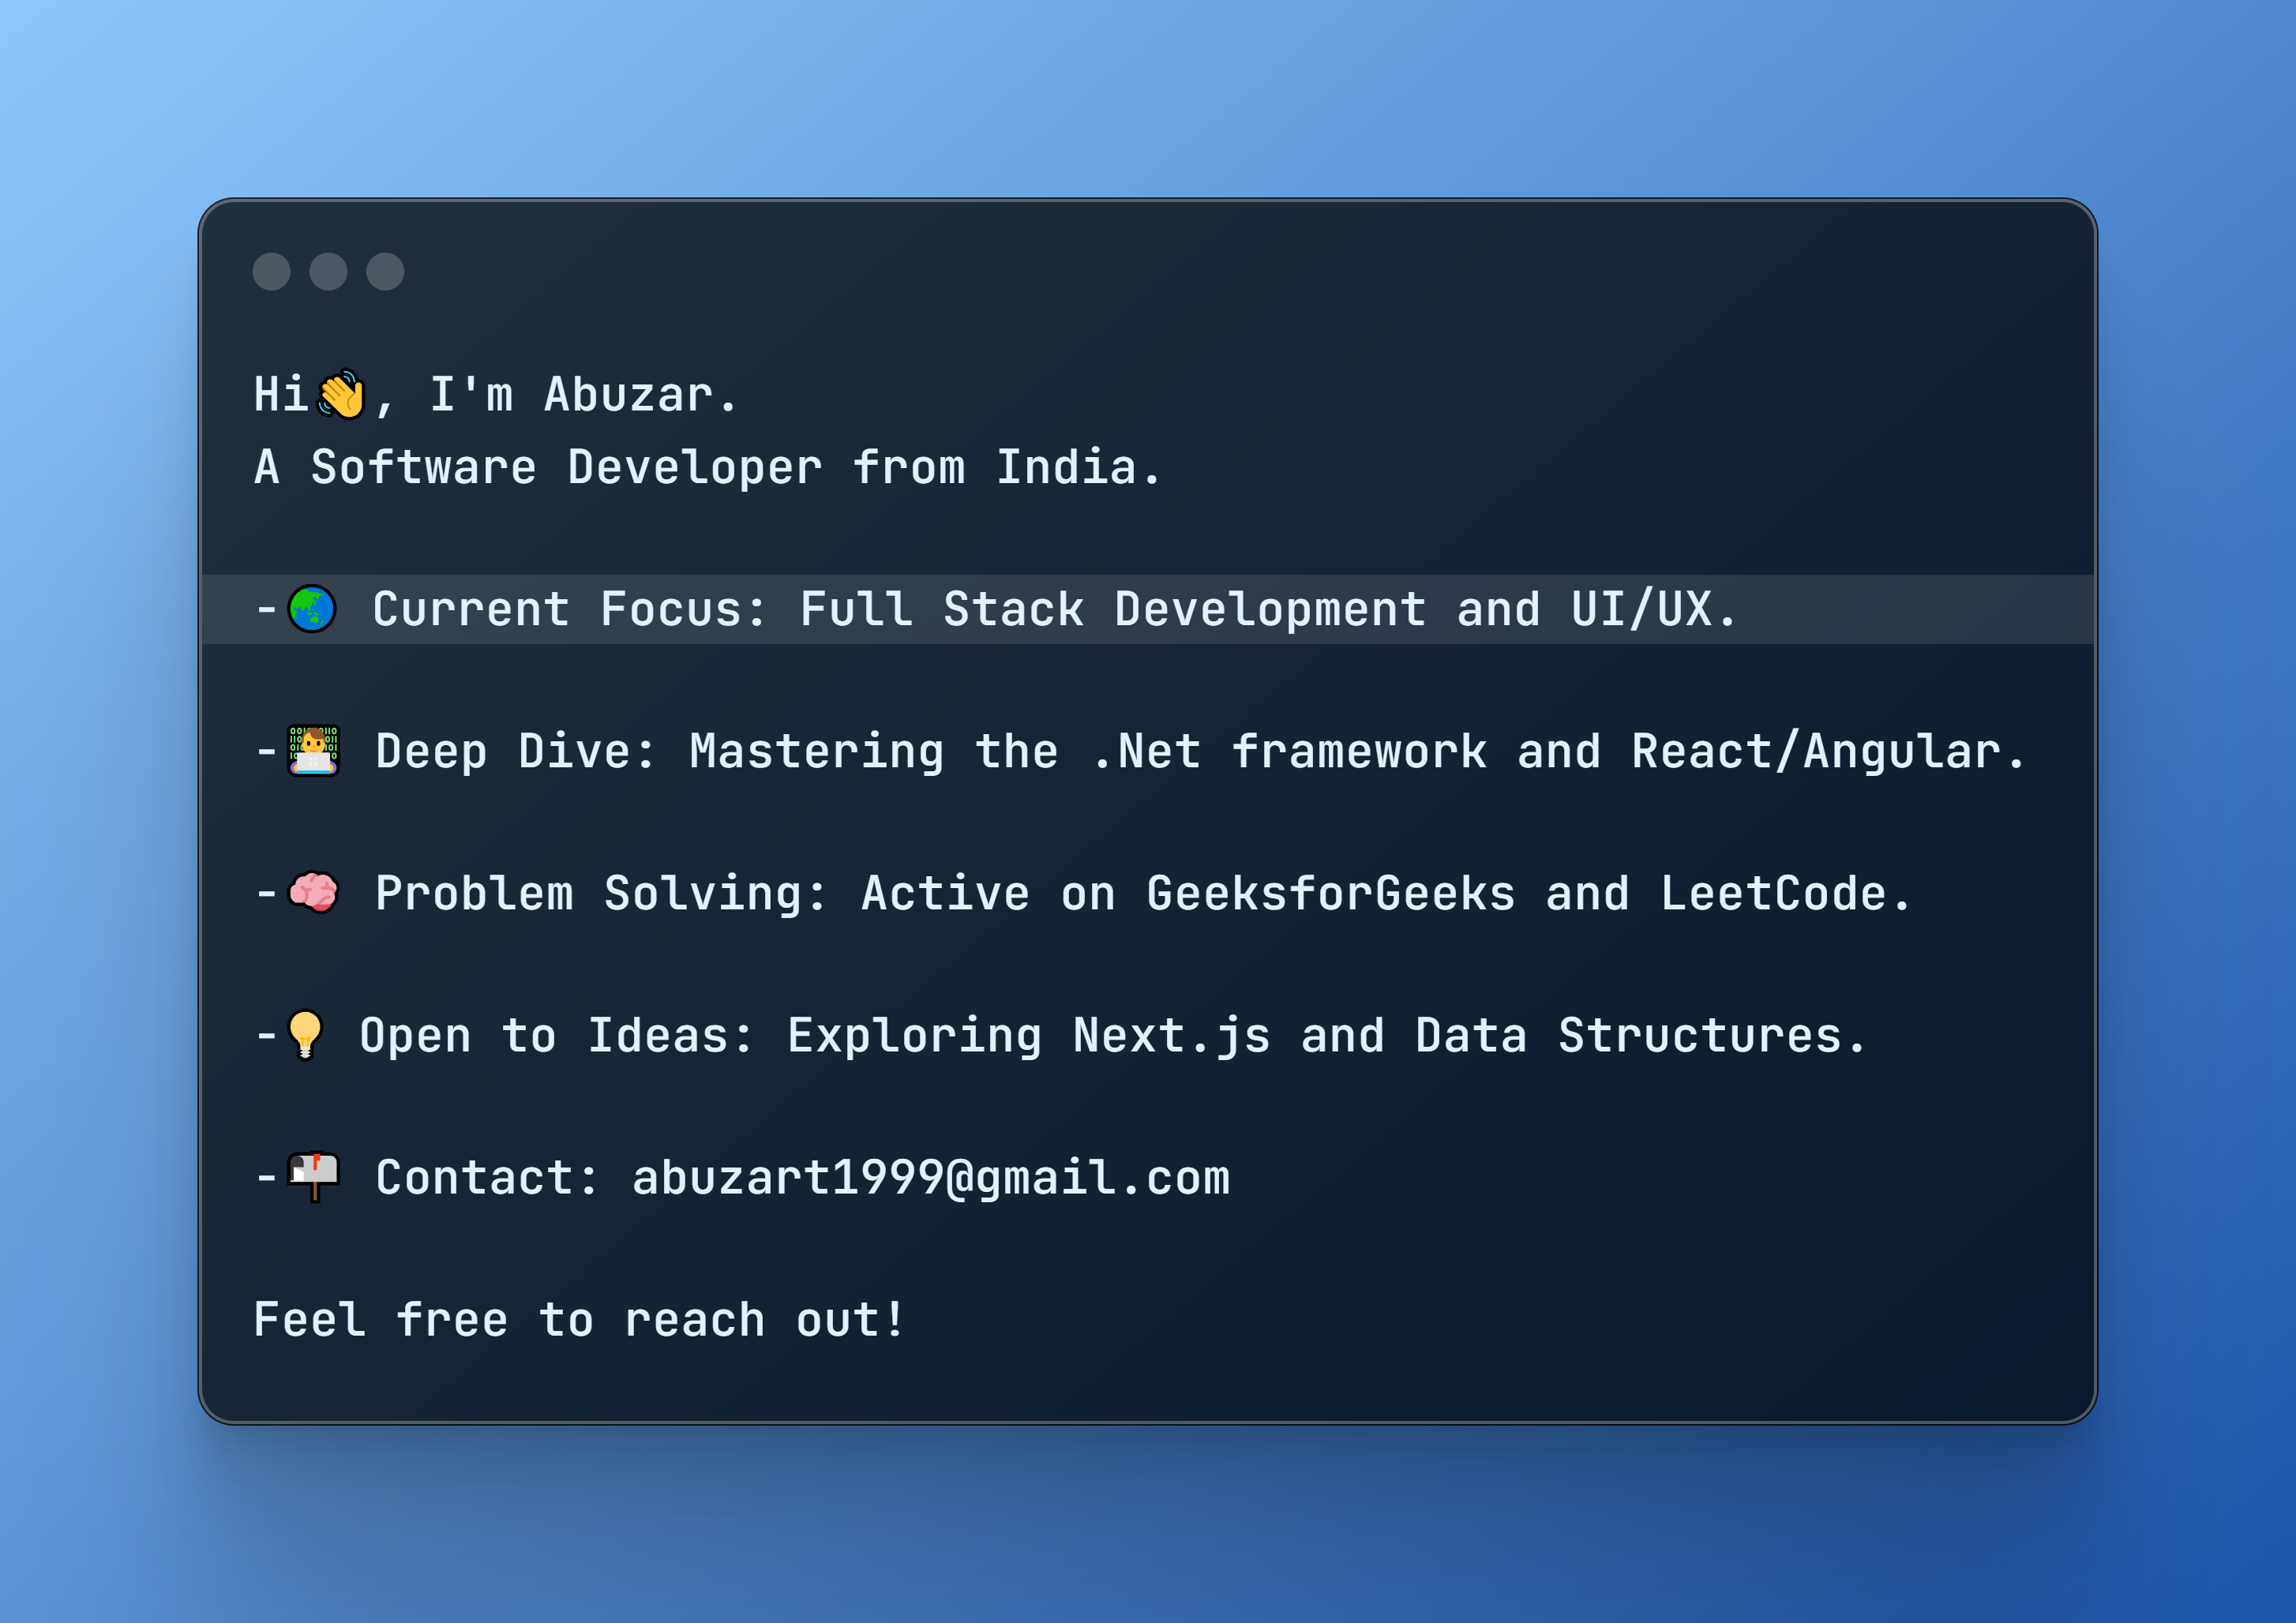 Hi👋, I'm Abuzar.
A Software Developer from India.
-🌏 Current Focus: Full Stack Development and UI/UX.
-👨‍💻 Deep Dive: Mastering the .Net framework and React/Angular.
-🧠 Problem Solving: Active on GeeksforGeeks and LeetCode.
-💡 Open to Ideas: Exploring Next.js and Data Structures.
-📬 Contact: abuzart1999@gmail.com
Feel free to reach out!